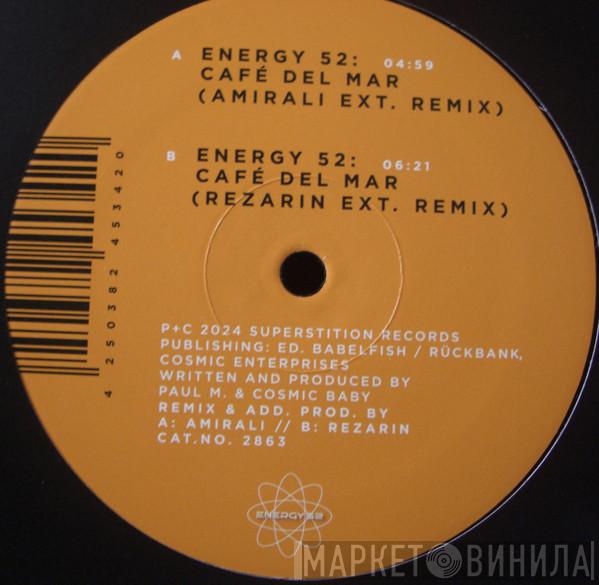 A ENERGY 52: 04:59
CAFÉ DEL MAR
(AMIRALI EXT. REMIX)
B ENERGY 52: 06:21
CAFÉ DEL MAR
(REZARIN EXT. REMIX)
4 250382 453420
P+C 2024 SUPERSTITION RECORDS
PUBLISHING: ED. BABELFISH / RÜCKBANK,
COSMIC ENTERPRISES
WRITTEN AND PRODUCED BY
PAUL M. & COSMIC BABY
REMIX & ADD. PROD. BY
A: AMIRALI // B: REZARIN
CAT.NO. 2863
ENERGY 52
МАРКЕТ ВИНИЛА